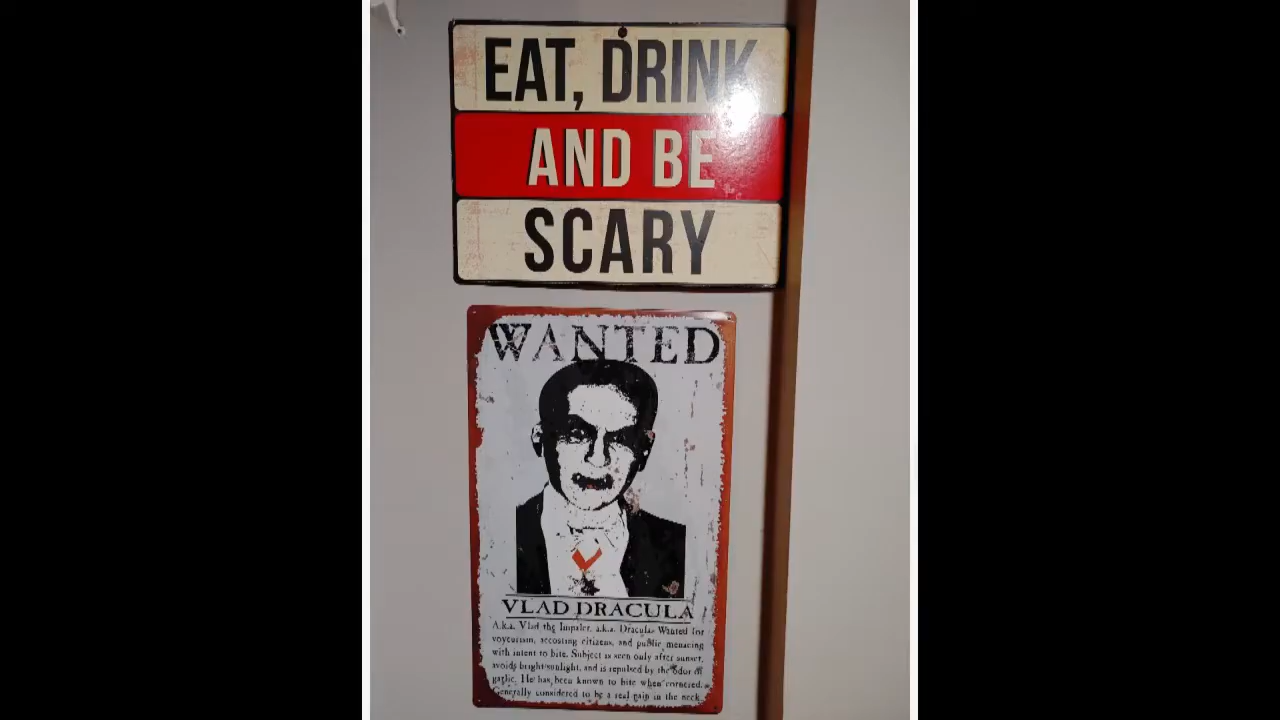 EAT, DRINK
AND BE
SCARY
WANTED
VLAD DRACULA
A.k.a. Vlad the Impaler, a.k.a. Dracula. Wanted for
voyeurism, accosting citizens, and public menacing
with intent to bite. Subject is seen only after sunset,
avoids bright sunlight, and is repulsed by the odor of
garlic. He has been known to bite when cornered.
Generally considered to be a real pain in the neck.